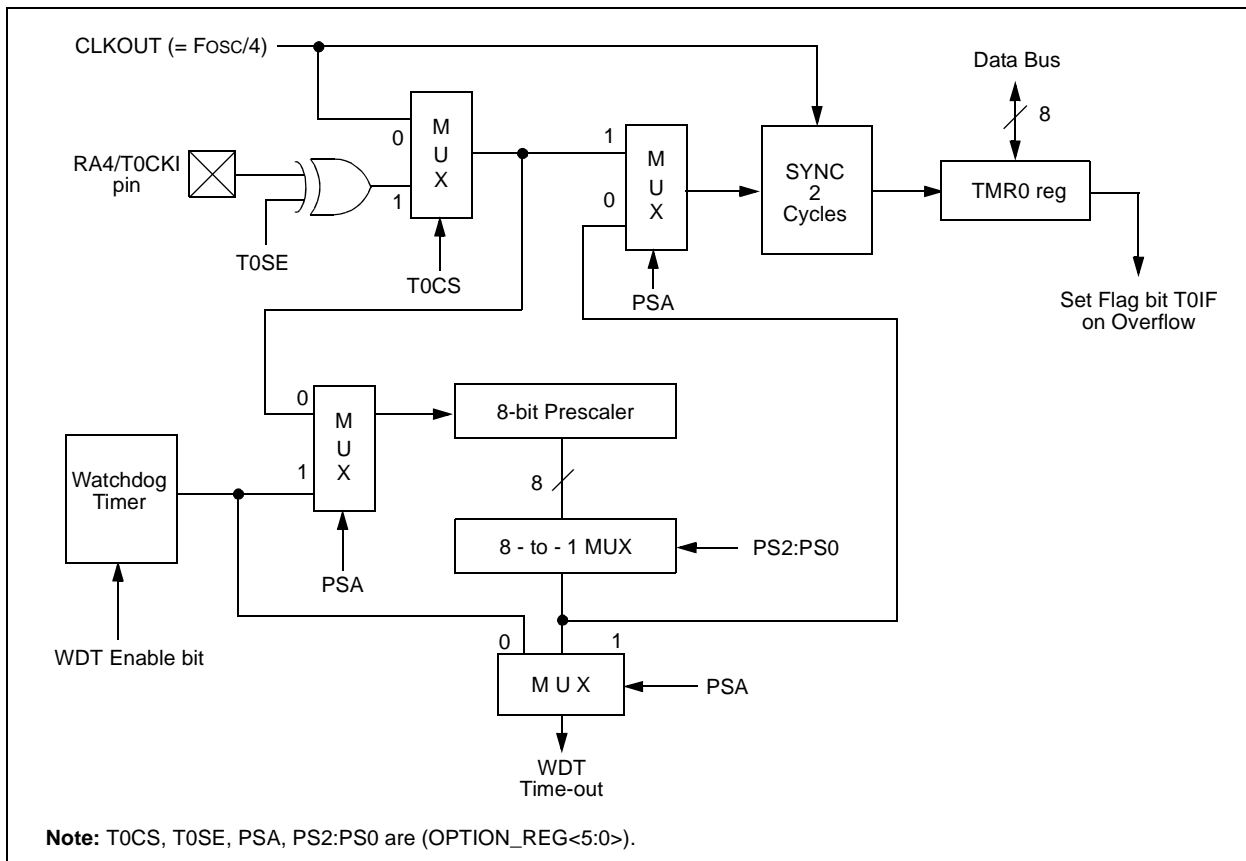 CLKOUT (= FOSC/4)
Data Bus
8
M
U
X
0
1
RA4/T0CKI
pin
T0SE
T0CS
M
U
X
1
0
PSA
SYNC
2
Cycles
TMR0 reg
Set Flag bit T0IF
on Overflow
0
1
M
U
X
PSA
8-bit Prescaler
8
8 - to - 1 MUX
PS2:PS0
Watchdog
Timer
WDT Enable bit
0
1
M U X
PSA
WDT
Time-out
Note: T0CS, T0SE, PSA, PS2:PS0 are (OPTION_REG<5:0>).